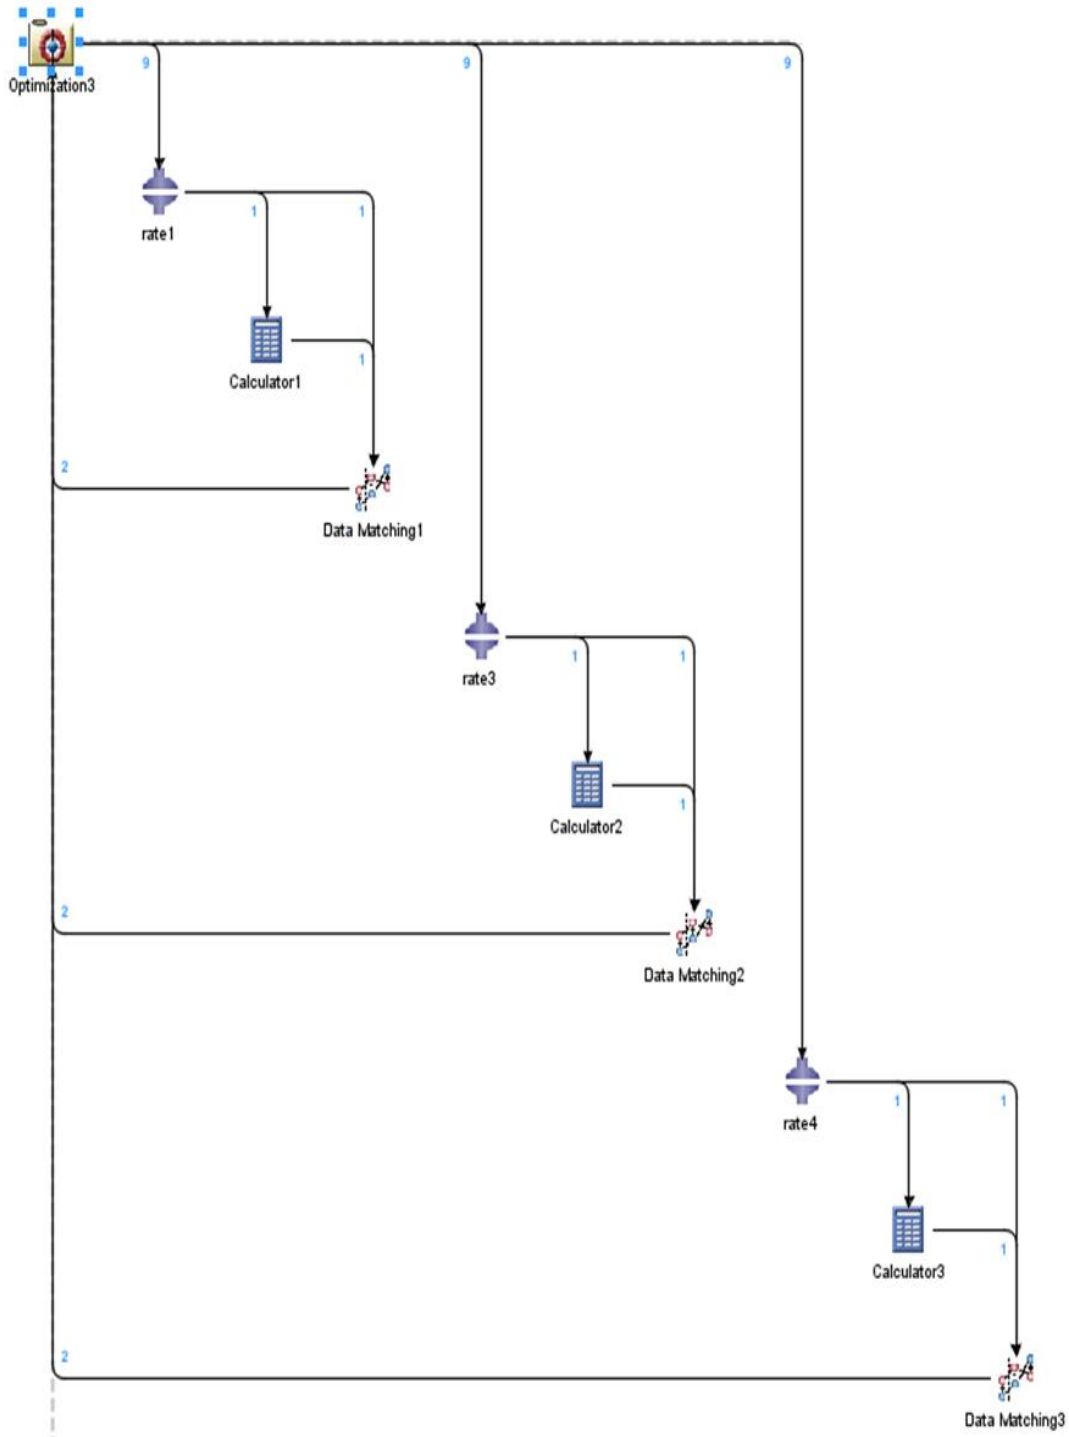 9
9
9
Optimization3
rate1
1
1
Calculator1
1
2
Data Matching1
rate3
1
1
Calculator2
1
2
Data Matching2
rate4
1
1
Calculator3
1
2
Data Matching3